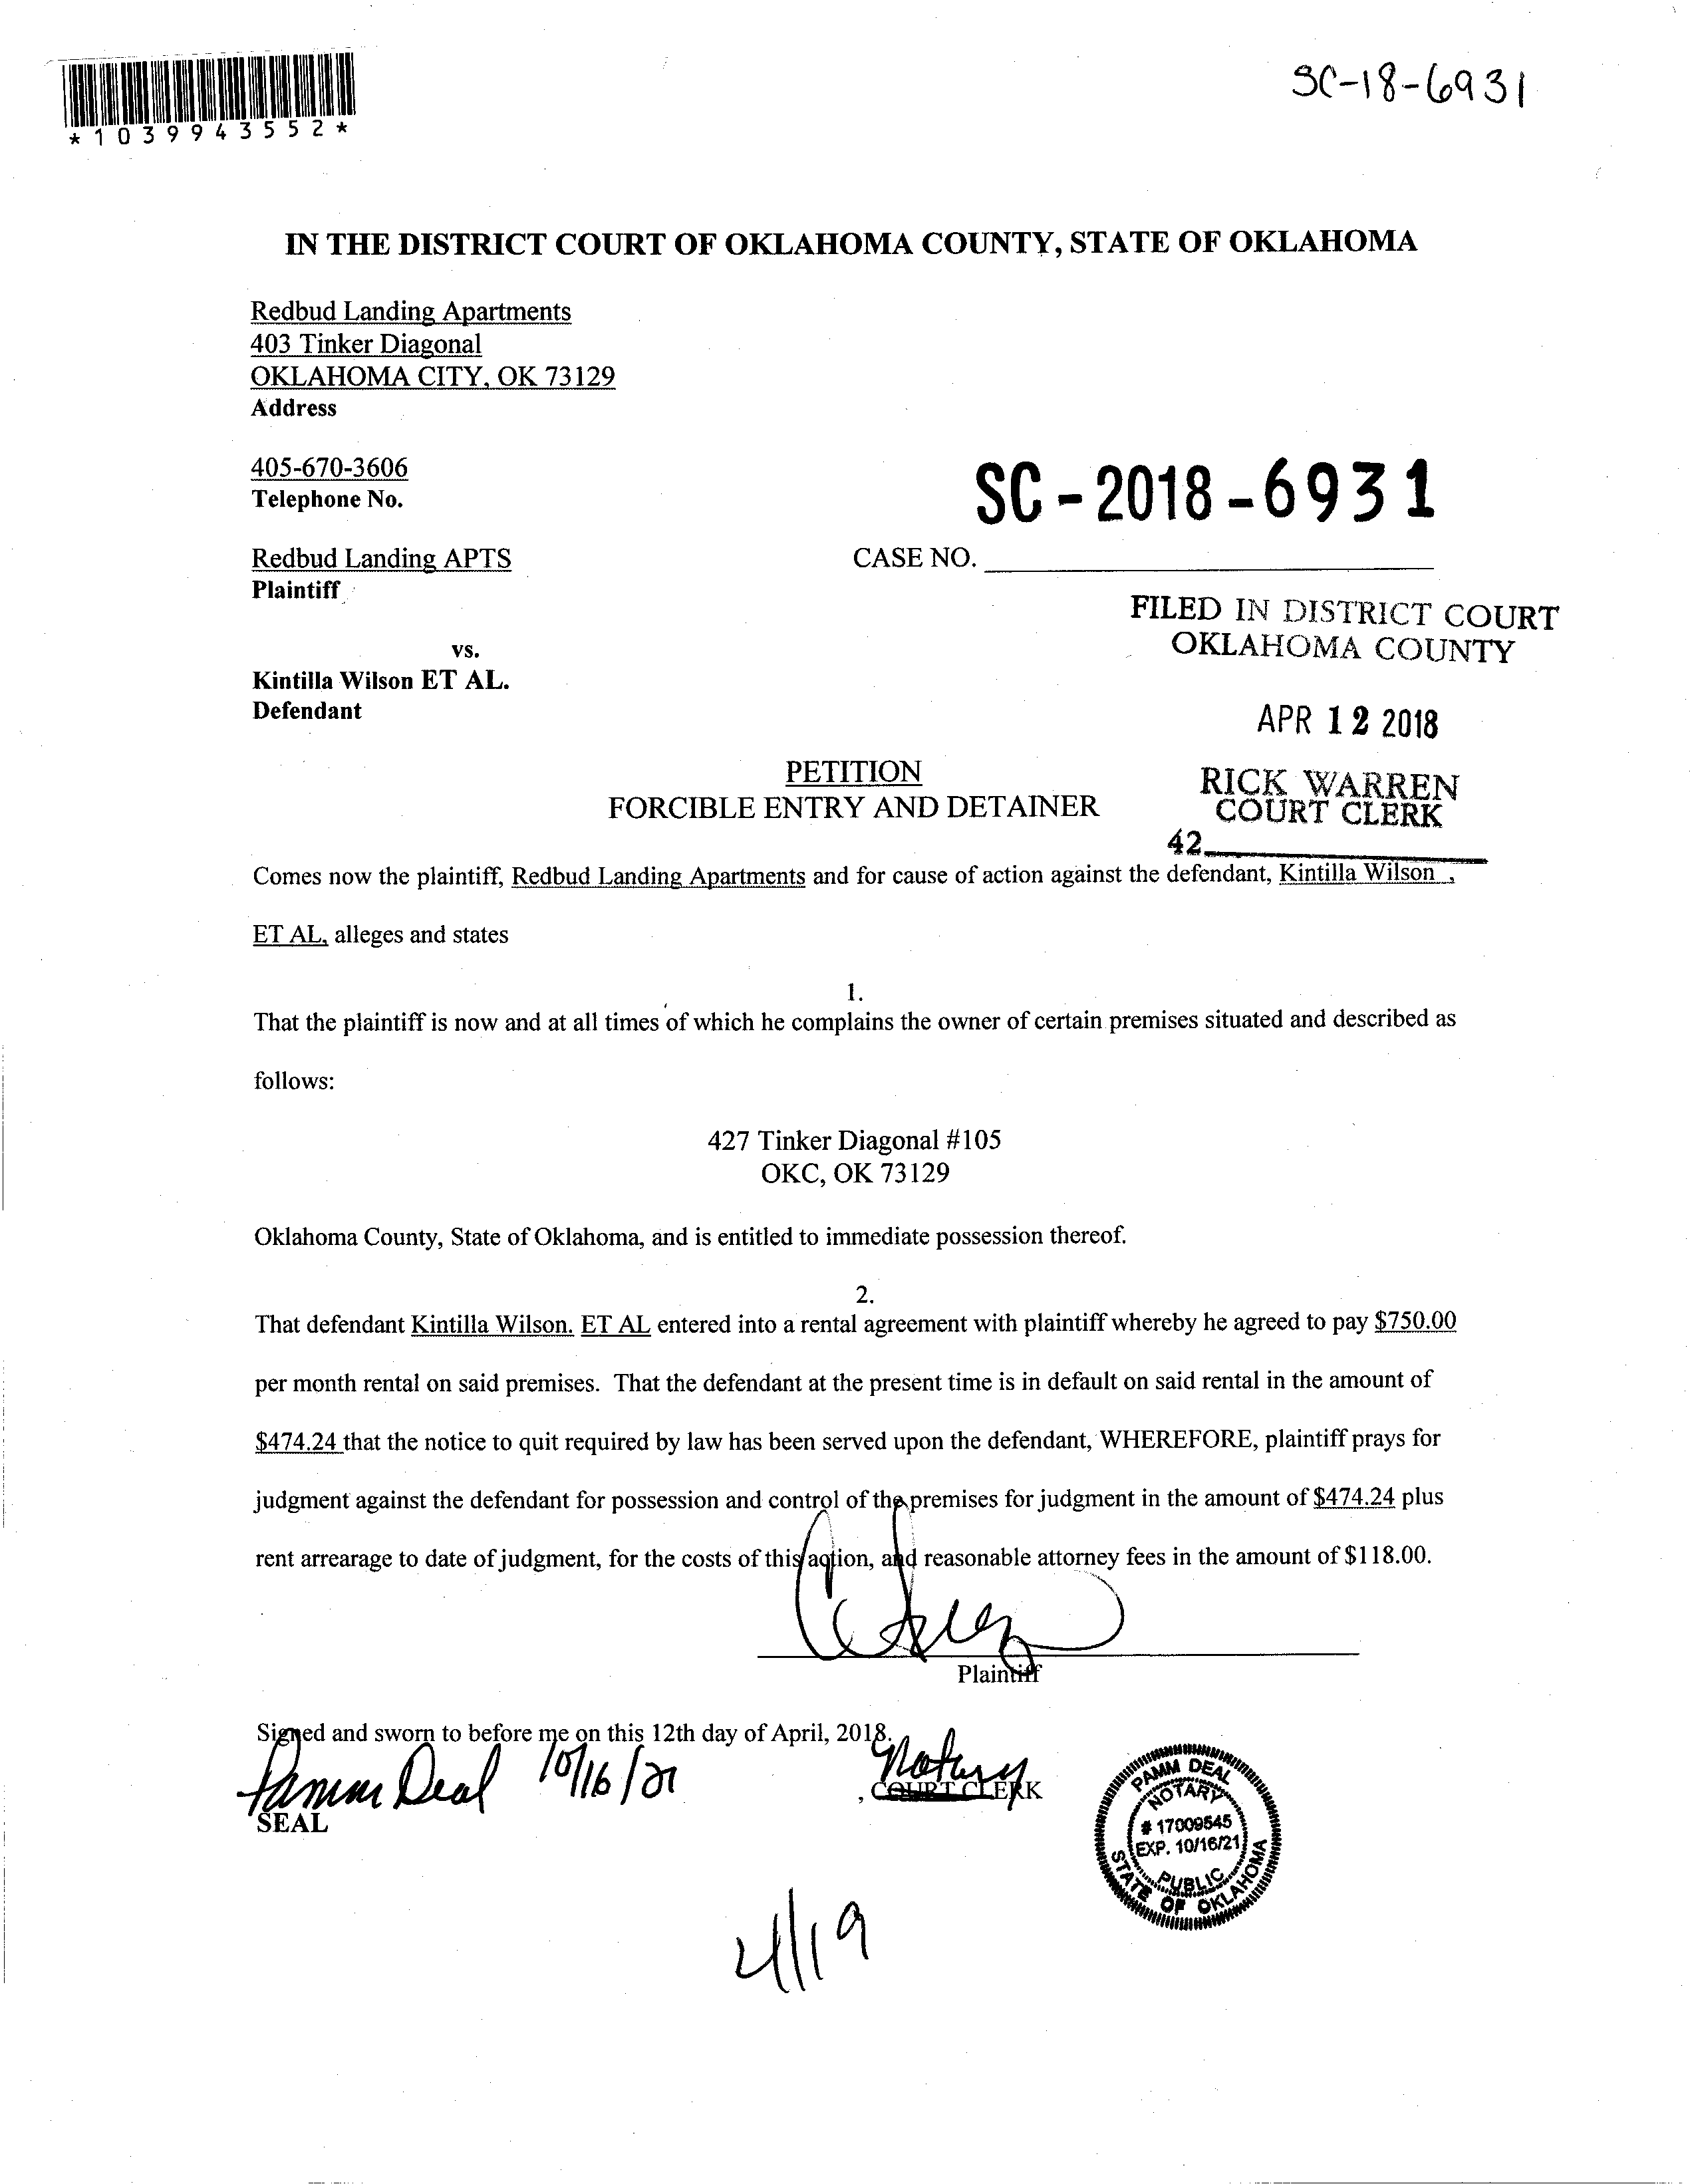 SC-18-6931
*1039943552*
IN THE DISTRICT COURT OF OKLAHOMA COUNTY, STATE OF OKLAHOMA
Redbud Landing Apartments
403 Tinker Diagonal
OKLAHOMA CITY, OK 73129
Address
405-670-3606
Telephone No.
SC-2018-6931
Redbud Landing APTS
CASE NO.
Plaintiff
FILED IN DISTRICT COURT
OKLAHOMA COUNTY
vs.
Kintilla Wilson ET AL.
Defendant
APR 12 2018
PETITION
FORCIBLE ENTRY AND DETAINER
RICK WARREN
COURT CLERK
42
Comes now the plaintiff, Redbud Landing Apartments and for cause of action against the defendant, Kintilla Wilson ,
ET AL, alleges and states
1.
That the plaintiff is now and at all times of which he complains the owner of certain premises situated and described as
follows:
427 Tinker Diagonal #105
OKC, OK 73129
Oklahoma County, State of Oklahoma, and is entitled to immediate possession thereof.
2.
That defendant Kintilla Wilson. ET AL entered into a rental agreement with plaintiff whereby he agreed to pay $750.00
per month rental on said premises. That the defendant at the present time is in default on said rental in the amount of
$474.24 that the notice to quit required by law has been served upon the defendant, WHEREFORE, plaintiff prays for
judgment against the defendant for possession and control of the premises for judgment in the amount of $474.24 plus
rent arrearage to date of judgment, for the costs of this action, and reasonable attorney fees in the amount of $118.00.
Plaintiff
Signed and sworn to before me on this 12th day of April, 2018.
Pamm Deal 10/16/21
Notary
, COURT CLERK
SEAL
PAMM DEAL
NOTARY
# 17009545
EXP. 10/16/21
PUBLIC
STATE OF OKLAHOMA
4/19